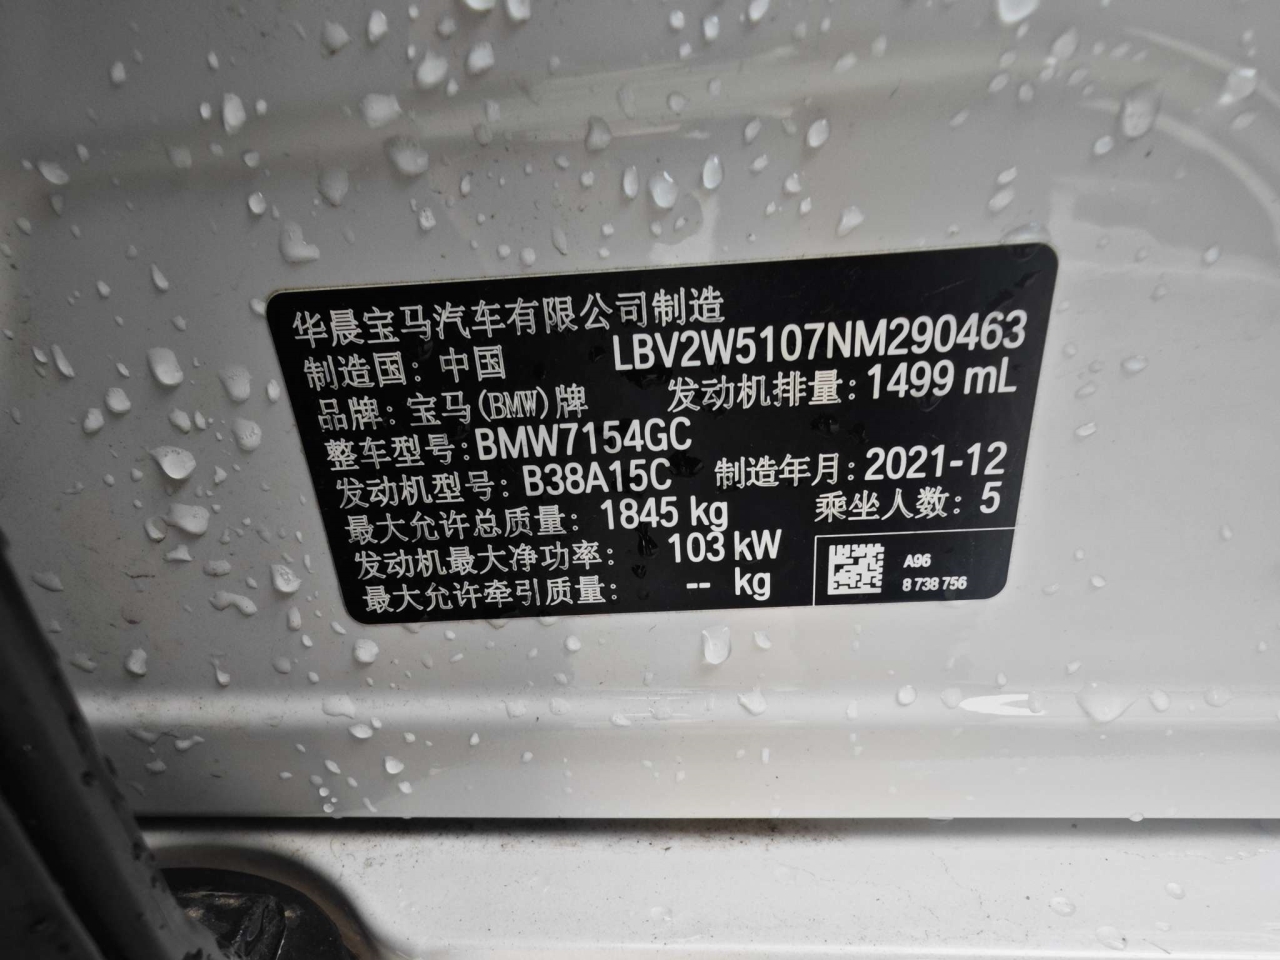 华晨宝马汽车有限公司制造
制造国: 中国 LBV2W5107NM290463
品牌: 宝马(BMW)牌 发动机排量: 1499 mL
整车型号: BMW7154GC
发动机型号: B38A15C 制造年月: 2021-12
最大允许总质量: 1845 kg 乘坐人数: 5
发动机最大净功率: 103 kW
最大允许牵引质量: -- kg
A96
8 738 756